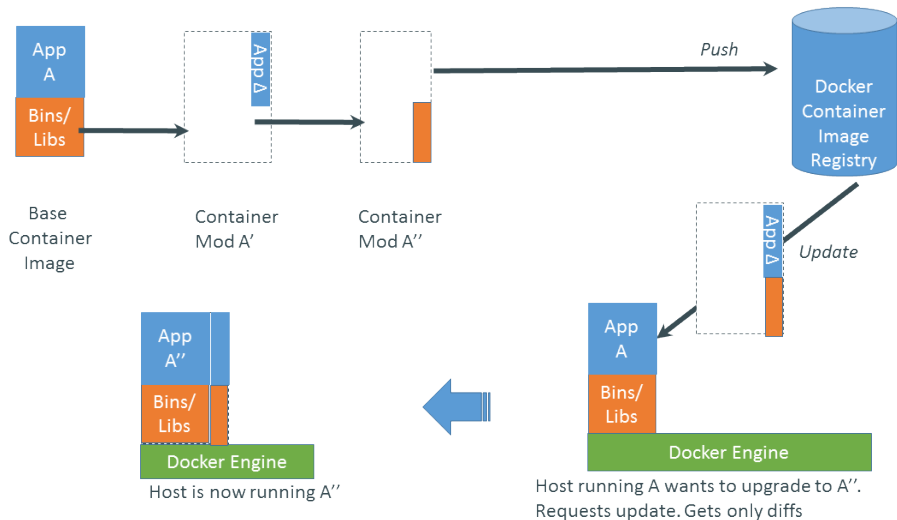 App
A
Bins/
Libs
App Δ
Push
Docker
Container
Image
Registry
Base
Container
Image
Container
Mod A'
Container
Mod A''
App Δ
Update
App
A
Bins/
Libs
Docker Engine
Host running A wants to upgrade to A''.
Requests update. Gets only diffs
App
A''
Bins/
Libs
Docker Engine
Host is now running A''